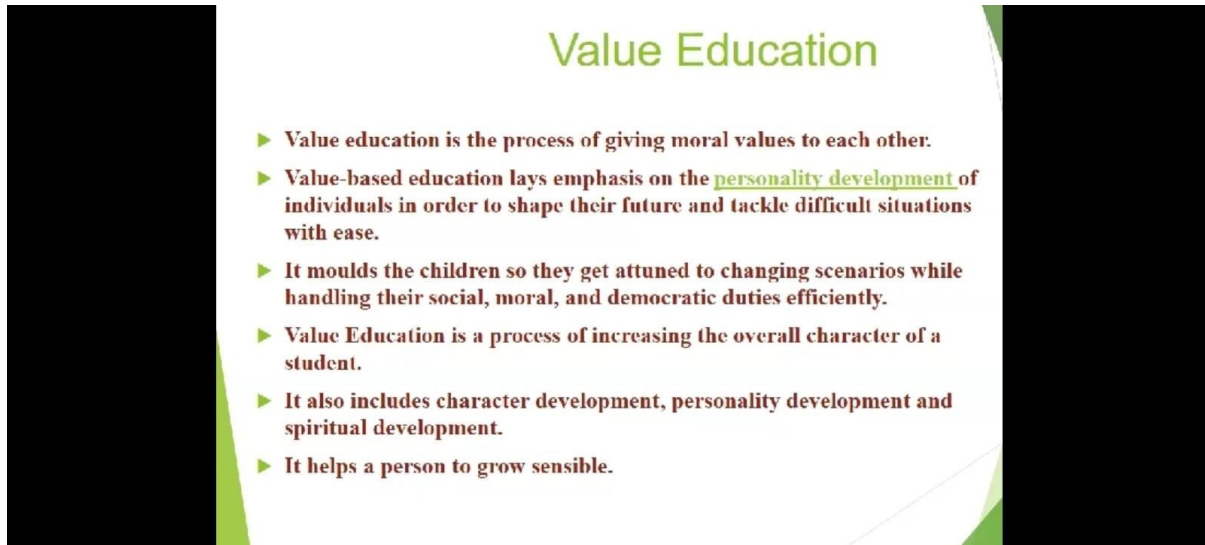 Value Education
Value education is the process of giving moral values to each other.
Value-based education lays emphasis on the personality development of
individuals in order to shape their future and tackle difficult situations
with ease.
It moulds the children so they get attuned to changing scenarios while
handling their social, moral, and democratic duties efficiently.
Value Education is a process of increasing the overall character of a
student.
It also includes character development, personality development and
spiritual development.
It helps a person to grow sensible.